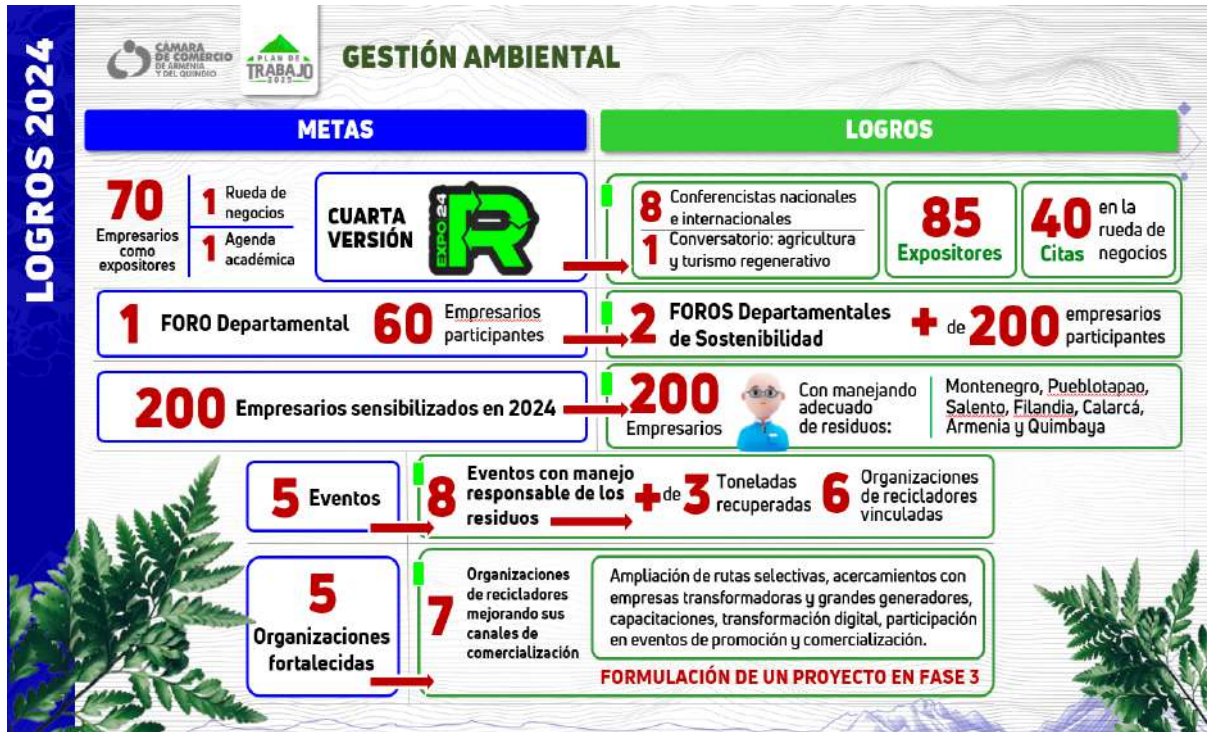 LOGROS 2024
CÁMARA
DE COMERCIO
DE ARMENIA
Y DEL QUINDIO
PLAN DE
TRABAJO
2025
GESTIÓN AMBIENTAL
METAS
LOGROS
70
Empresarios
como
expositores
1 Rueda de
negocios
1 Agenda
académica
CUARTA
VERSIÓN
EXPO 24
R
8 Conferencistas nacionales
e internacionales
1 Conversatorio: agricultura
y turismo regenerativo
85
Expositores
40 en la
rueda de
Citas negocios
1 FORO Departamental 60 Empresarios
participantes
2 FOROS Departamentales
de Sostenibilidad
+ de 200 empresarios
participantes
200 Empresarios sensibilizados en 2024
200
Empresarios
Con manejando
adecuado
de residuos:
Montenegro, Pueblotapao,
Salento, Filandia, Calarcá,
Armenia y Quimbaya
5 Eventos
8 Eventos con manejo
responsable de los
residuos
+ de 3 Toneladas
recuperadas
6 Organizaciones
de recicladores
vinculadas
5
Organizaciones
fortalecidas
7 Organizaciones
de recicladores
mejorando sus
canales de
comercialización
Ampliación de rutas selectivas, acercamientos con
empresas transformadoras y grandes generadores,
capacitaciones, transformación digital, participación
en eventos de promoción y comercialización.
FORMULACIÓN DE UN PROYECTO EN FASE 3